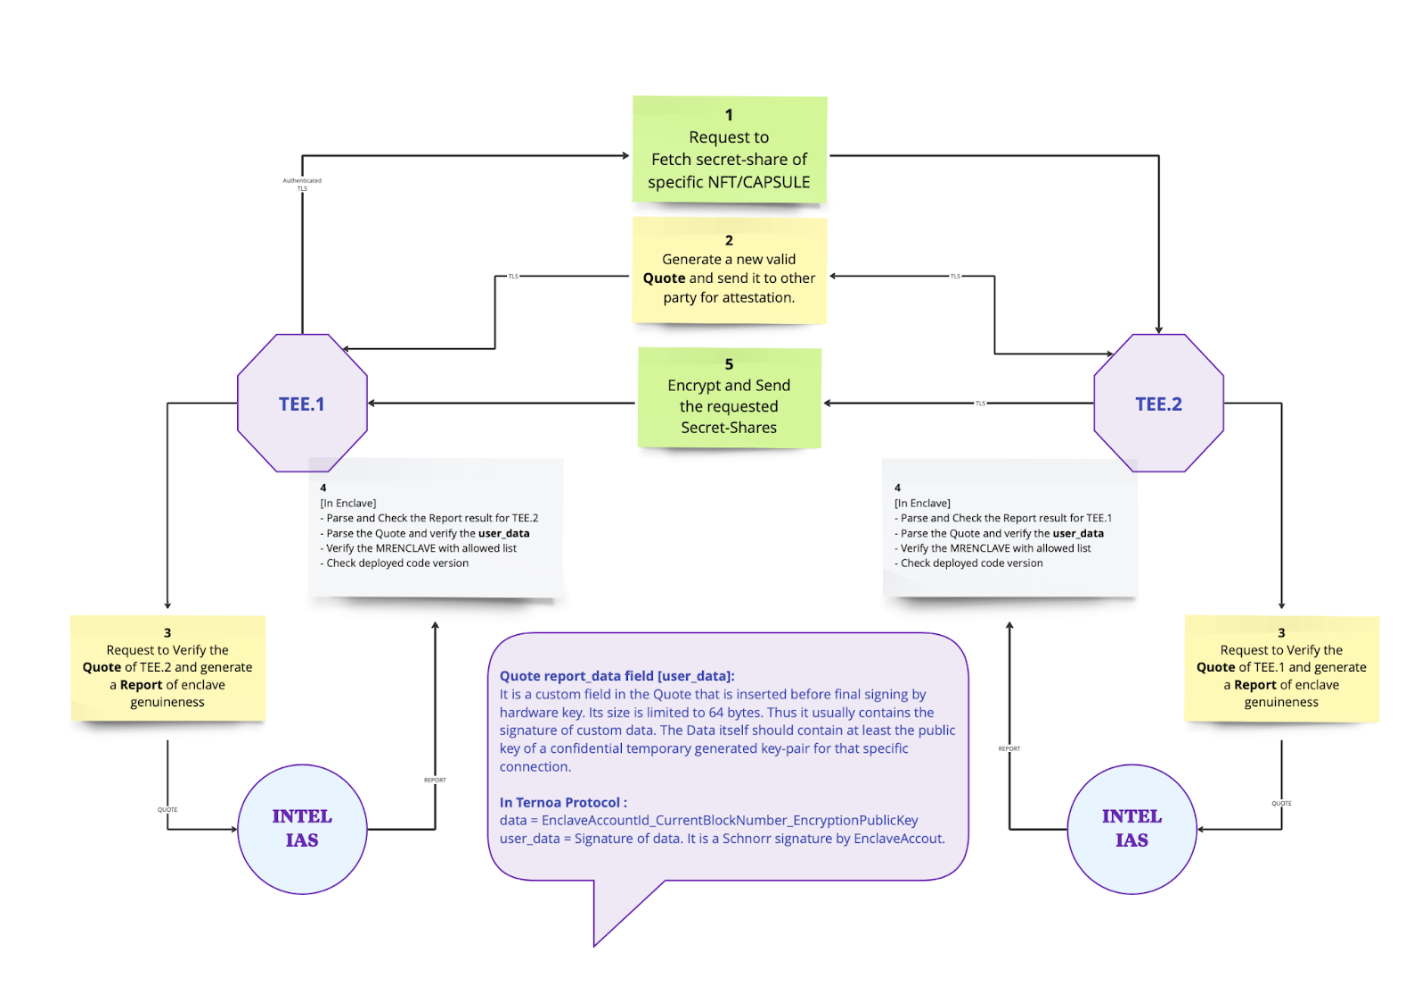 1
Request to
Fetch secret-share of
specific NFT/CAPSULE
Authenticated
TLS
2
Generate a new valid
Quote and send it to other
party for attestation.
TLS
TLS
5
Encrypt and Send
the requested
Secret-Shares
TLS
TEE.1
TEE.2
4
[In Enclave]
- Parse and Check the Report result for TEE.2
- Parse the Quote and verify the user_data
- Verify the MRENCLAVE with allowed list
- Check deployed code version
4
[In Enclave]
- Parse and Check the Report result for TEE.1
- Parse the Quote and verify the user_data
- Verify the MRENCLAVE with allowed list
- Check deployed code version
3
Request to Verify the
Quote of TEE.2 and generate
a Report of enclave
genuineness
3
Request to Verify the
Quote of TEE.1 and generate
a Report of enclave
genuineness
Quote report_data field [user_data]:
It is a custom field in the Quote that is inserted before final signing by
hardware key. Its size is limited to 64 bytes. Thus it usually contains the
signature of custom data. The Data itself should contain at least the public
key of a confidential temporary generated key-pair for that specific
connection.
In Ternoa Protocol :
data = EnclaveAccountId_CurrentBlockNumber_EncryptionPublicKey
user_data = Signature of data. It is a Schnorr signature by EnclaveAccout.
QUOTE
REPORT
REPORT
QUOTE
INTEL
IAS
INTEL
IAS